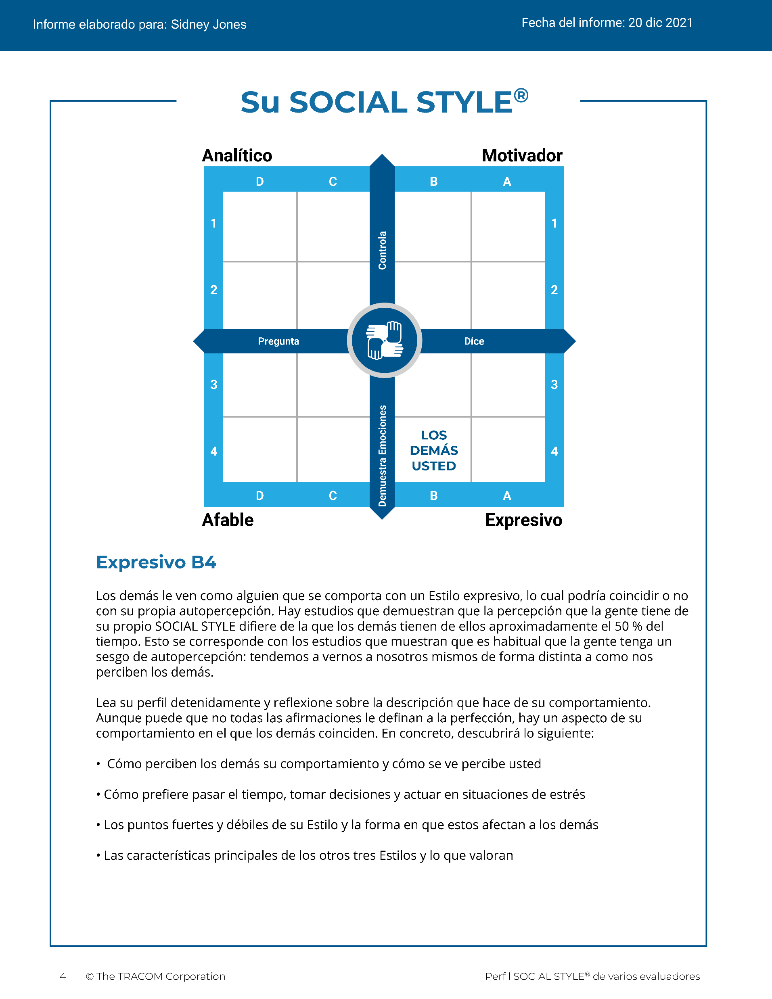 Informe elaborado para: Sidney Jones
Fecha del informe: 20 dic 2021
Su SOCIAL STYLE®
Analítico
Motivador
D C B A
1 1
Controla
2 2
Pregunta
Dice
3 3
Demuestra Emociones
LOS
DEMÁS
USTED
4 4
D C B A
Afable
Expresivo
Expresivo B4
Los demás le ven como alguien que se comporta con un Estilo expresivo, lo cual podría coincidir o no
con su propia autopercepción. Hay estudios que demuestran que la percepción que la gente tiene de
su propio SOCIAL STYLE difiere de la que los demás tienen de ellos aproximadamente el 50 % del
tiempo. Esto se corresponde con los estudios que muestran que es habitual que la gente tenga un
sesgo de autopercepción: tendemos a vernos a nosotros mismos de forma distinta a como nos
perciben los demás.
Lea su perfil detenidamente y reflexione sobre la descripción que hace de su comportamiento.
Aunque puede que no todas las afirmaciones le definan a la perfección, hay un aspecto de su
comportamiento en el que los demás coinciden. En concreto, descubrirá lo siguiente:
• Cómo perciben los demás su comportamiento y cómo se ve percibe usted
• Cómo prefiere pasar el tiempo, tomar decisiones y actuar en situaciones de estrés
• Los puntos fuertes y débiles de su Estilo y la forma en que estos afectan a los demás
• Las características principales de los otros tres Estilos y lo que valoran
4 © The TRACOM Corporation
Perfil SOCIAL STYLE® de varios evaluadores